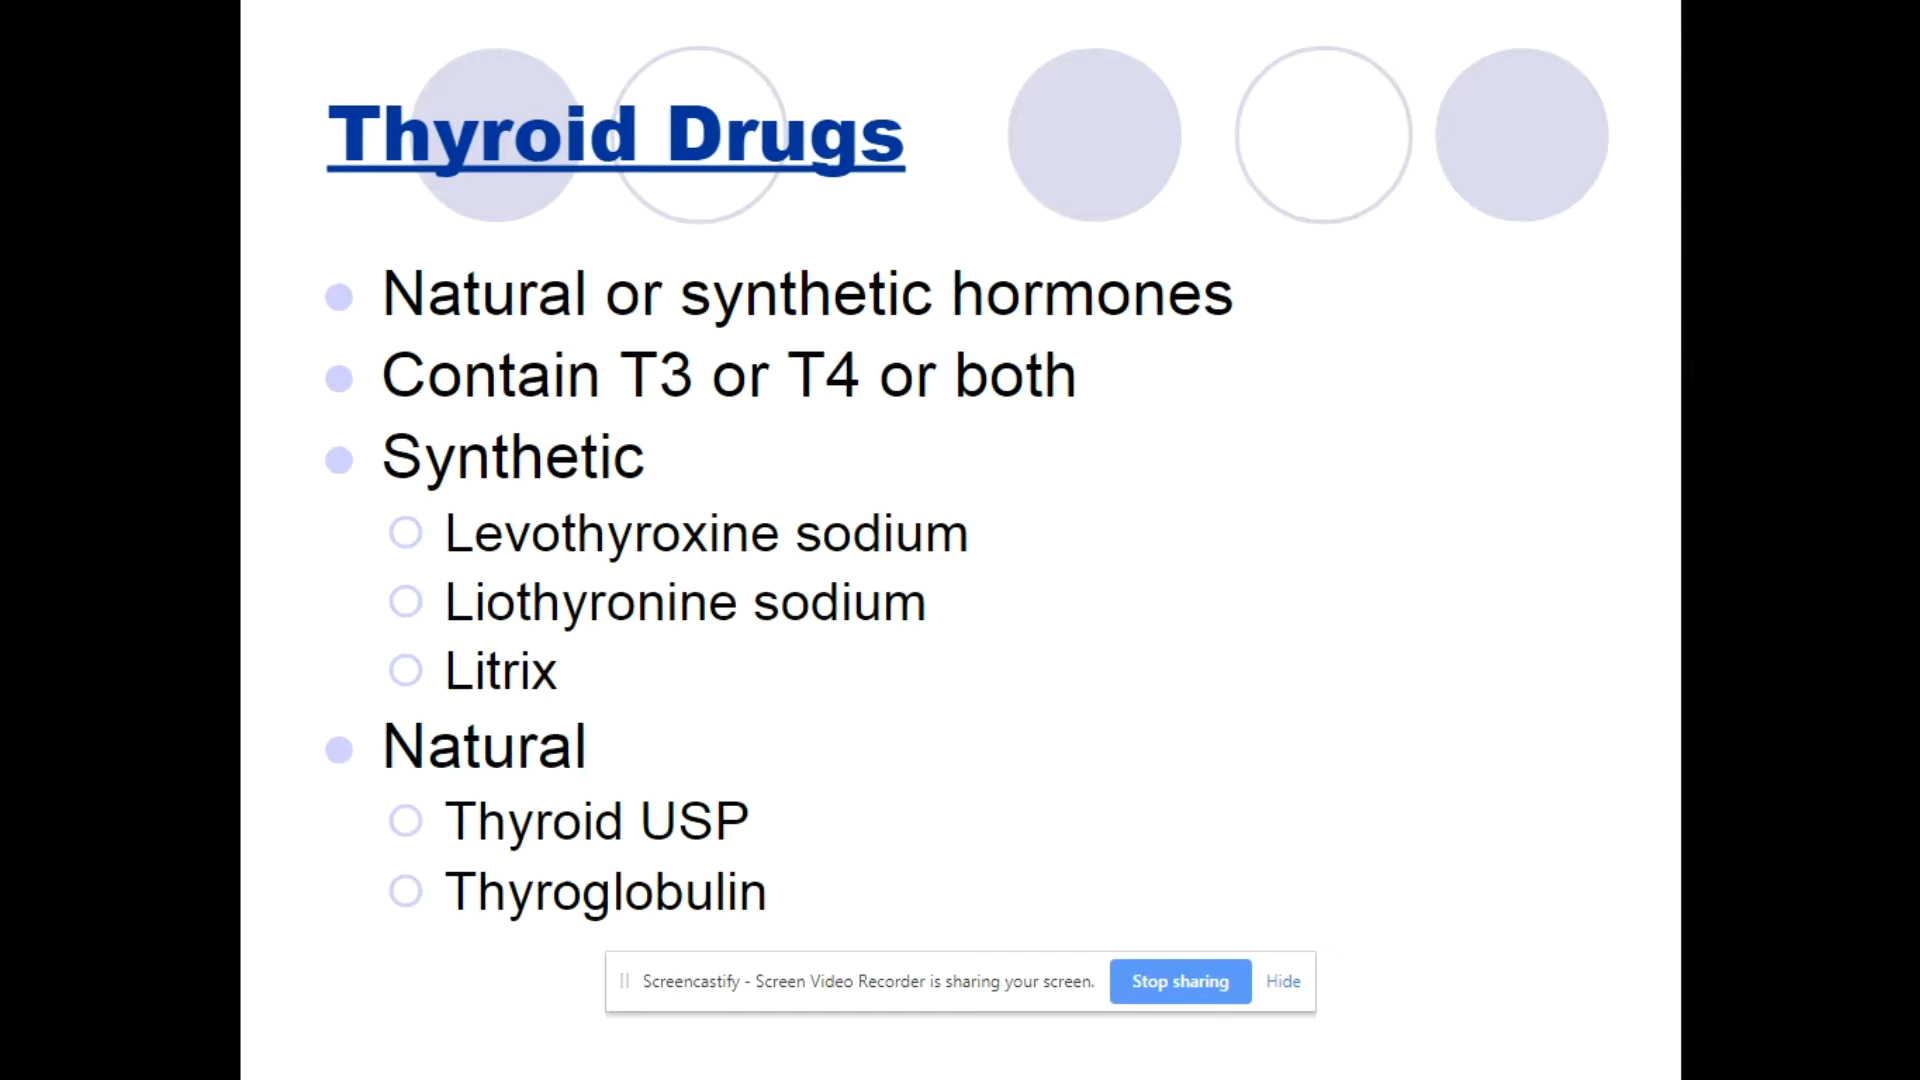 Thyroid Drugs
Natural or synthetic hormones
Contain T3 or T4 or both
Synthetic
Levothyroxine sodium
Liothyronine sodium
Litrix
Natural
Thyroid USP
Thyroglobulin
Screencastify - Screen Video Recorder is sharing your screen. Stop sharing Hide